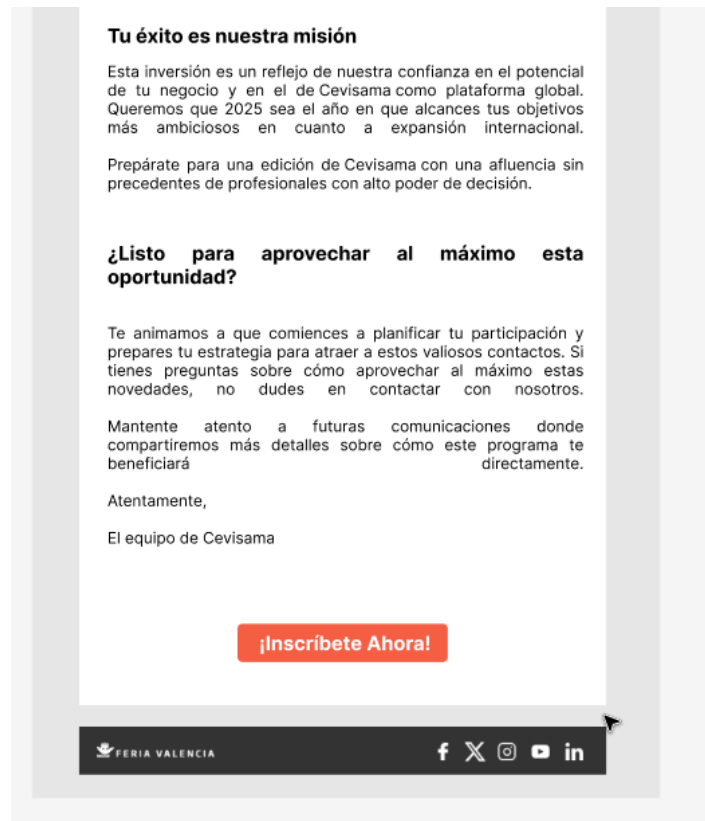 Tu éxito es nuestra misión
Esta inversión es un reflejo de nuestra confianza en el potencial
de tu negocio y en el de Cevisama como plataforma global.
Queremos que 2025 sea el año en que alcances tus objetivos
más ambiciosos en cuanto a expansión internacional.
Prepárate para una edición de Cevisama con una afluencia sin
precedentes de profesionales con alto poder de decisión.
¿Listo para aprovechar al máximo esta
oportunidad?
Te animamos a que comiences a planificar tu participación y
prepares tu estrategia para atraer a estos valiosos contactos. Si
tienes preguntas sobre cómo aprovechar al máximo estas
novedades, no dudes en contactar con nosotros.
Mantente atento a futuras comunicaciones donde
compartiremos más detalles sobre cómo este programa te
beneficiará directamente.
Atentamente,
El equipo de Cevisama
¡Inscríbete Ahora!
FERIA VALENCIA